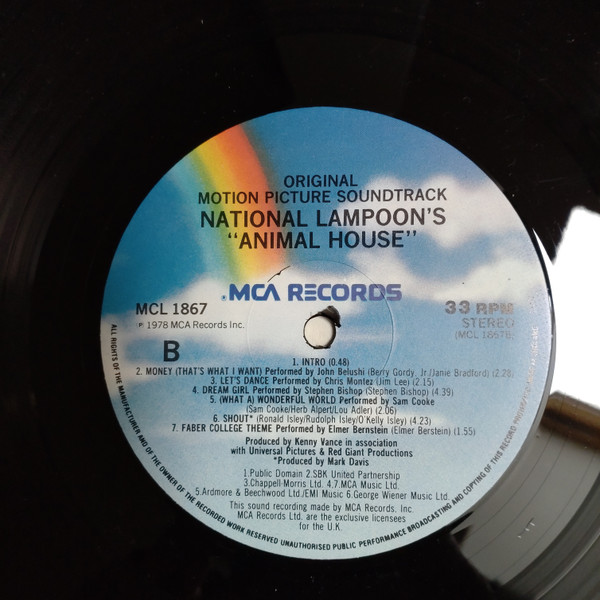 ORIGINAL
MOTION PICTURE SOUNDTRACK
NATIONAL LAMPOON'S
"ANIMAL HOUSE"
MCA RECORDS
MCL 1867
℗ 1978 MCA Records Inc.
B
33 RPM
STEREO
(MCL 1867B)
1. INTRO (0.48)
2. MONEY (THAT'S WHAT I WANT) Performed by John Belushi (Berry Gordy, Jr./Janie Bradford) (2.28)
3. LET'S DANCE Performed by Chris Montez (Jim Lee) (2.15)
4. DREAM GIRL Performed by Stephen Bishop (Stephen Bishop) (4.39)
5. (WHAT A) WONDERFUL WORLD Performed by Sam Cooke
(Sam Cooke/Herb Alpert/Lou Adler) (2.06)
6. SHOUT* (Ronald Isley/Rudolph Isley/O'Kelly Isley) (4.23)
7. FABER COLLEGE THEME Performed by Elmer Bernstein (Elmer Berstein) (1.55)
Produced by Kenny Vance in association
with Universal Pictures & Red Giant Productions
*Produced by Mark Davis
1.Public Domain 2.SBK United Partnership
3.Chappell-Morris Ltd. 4.7.MCA Music Ltd.
5.Ardmore & Beechwood Ltd/EMI Music 6.George Wiener Music Ltd.
This sound recording made by MCA Records, Inc.
MCA Records Ltd. are the exclusive licensees
for the U.K.
ALL RIGHTS OF THE MANUFACTURER AND OF THE OWNER OF THE RECORDED WORK RESERVED UNAUTHORISED PUBLIC PERFORMANCE BROADCASTING AND COPYING OF THIS RECORD